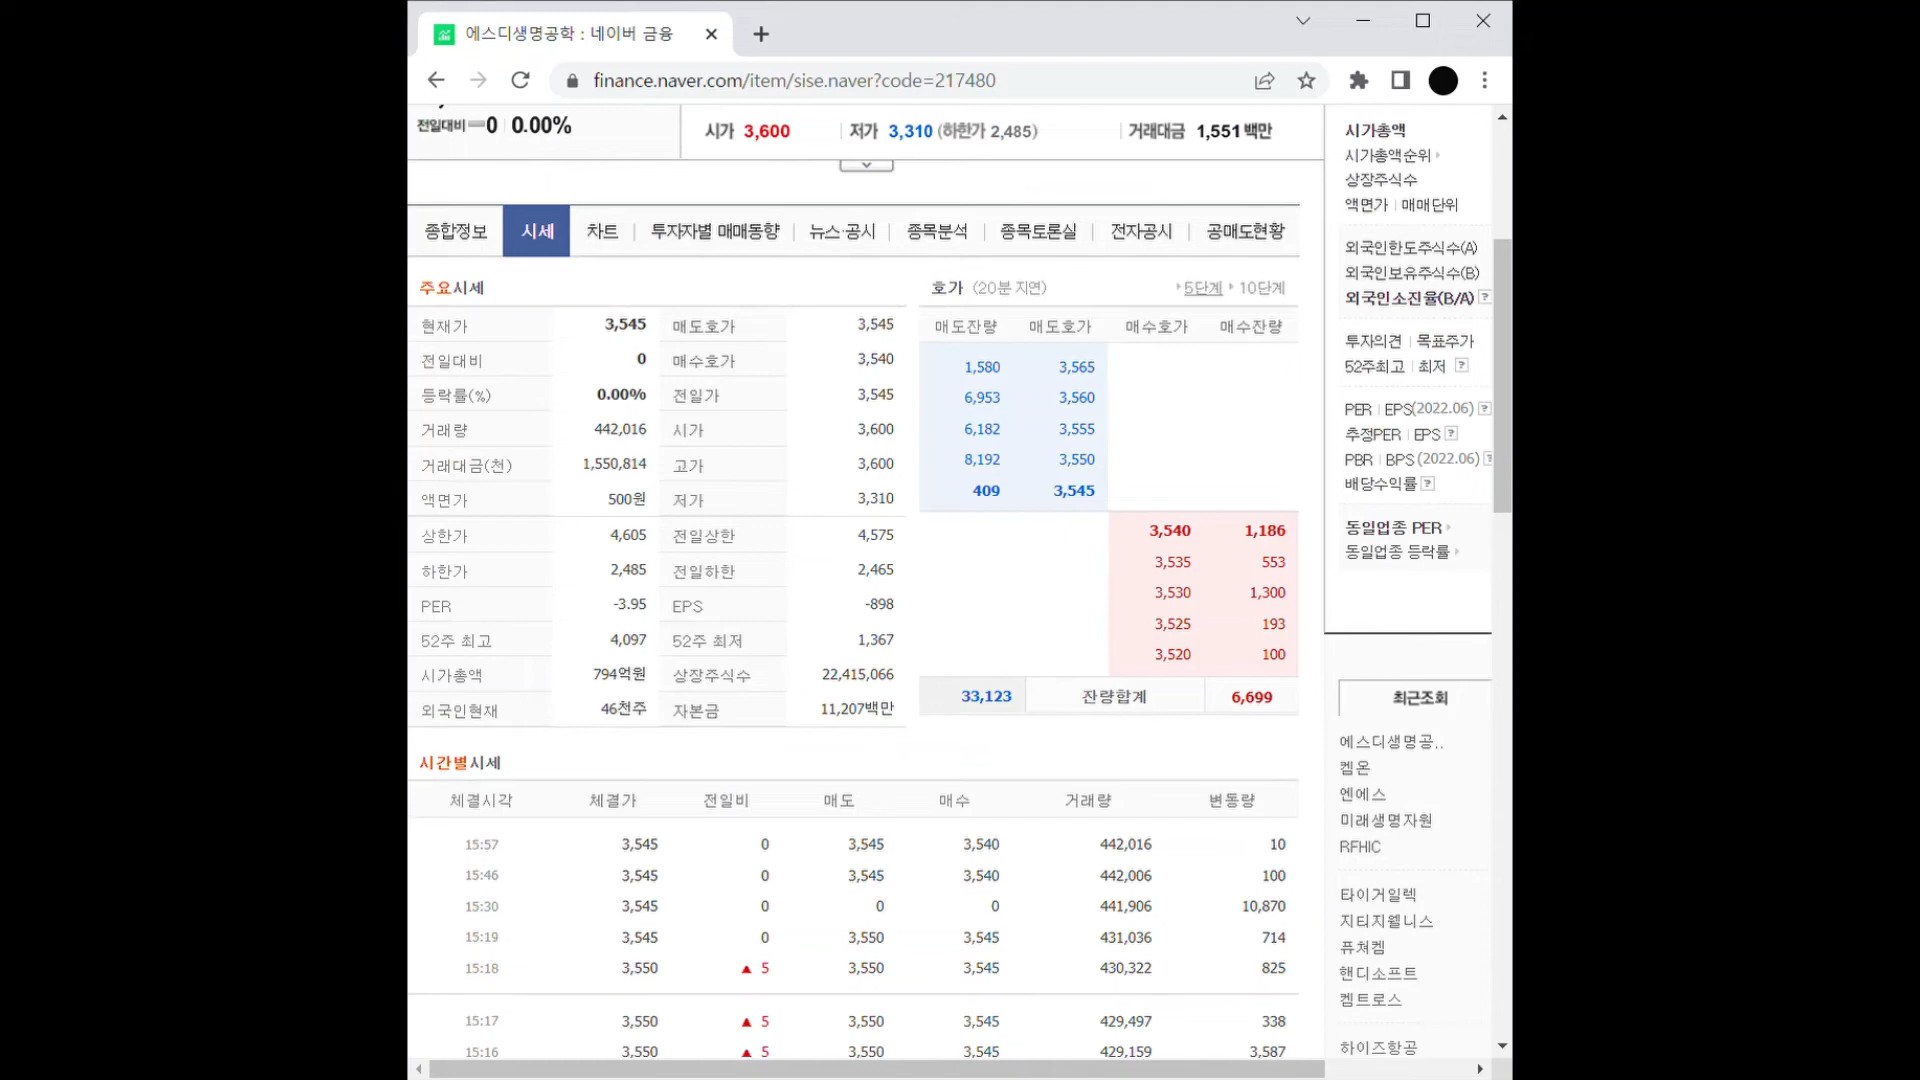 에스디생명공학 : 네이버 금융
finance.naver.com/item/sise.naver?code=217480
전일대비 0 0.00%
시가 3,600 저가 3,310 (하한가 2,485) 거래대금 1,551 백만
종합정보 시세 차트 투자자별 매매동향 뉴스·공시 종목분석 종목토론실 전자공시 공매도현황
주요시세
현재가 3,545 매도호가 3,545
전일대비 0 매수호가 3,540
등락률(%) 0.00% 전일가 3,545
거래량 442,016 시가 3,600
거래대금(천) 1,550,814 고가 3,600
액면가 500원 저가 3,310
상한가 4,605 전일상한 4,575
하한가 2,485 전일하한 2,465
PER -3.95 EPS -898
52주 최고 4,097 52주 최저 1,367
시가총액 794억원 상장주식수 22,415,066
외국인현재 46천주 자본금 11,207백만
호가 (20분 지연) 5단계 10단계
매도잔량 매도호가 매수호가 매수잔량
1,580 3,565
6,953 3,560
6,182 3,555
8,192 3,550
409 3,545
3,540 1,186
3,535 553
3,530 1,300
3,525 193
3,520 100
33,123 잔량합계 6,699
시간별시세
체결시각 체결가 전일비 매도 매수 거래량 변동량
15:57 3,545 0 3,545 3,540 442,016 10
15:46 3,545 0 3,545 3,540 442,006 100
15:30 3,545 0 0 0 441,906 10,870
15:19 3,545 0 3,550 3,545 431,036 714
15:18 3,550 ▲ 5 3,550 3,545 430,322 825
15:17 3,550 ▲ 5 3,550 3,545 429,497 338
15:16 3,550 ▲ 5 3,550 3,545 429,159 3,587
시가총액
시가총액순위
상장주식수
액면가 | 매매단위
외국인한도주식수(A)
외국인보유주식수(B)
외국인소진율(B/A) ?
투자의견 | 목표주가
52주최고 | 최저 ?
PER | EPS(2022.06) ?
추정PER | EPS ?
PBR | BPS (2022.06) ?
배당수익률 ?
동일업종 PER
동일업종 등락률
최근조회
에스디생명공..
켐온
엔에스
미래생명자원
RFHIC
타이거일렉
지티지웰니스
퓨쳐켐
핸디소프트
켐트로스
하이즈항공